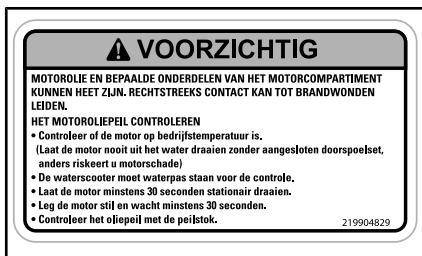 VOORZICHTIG
MOTOROLIE EN BEPAALDE ONDERDELEN VAN HET MOTORCOMPARTIMENT
KUNNEN HEET ZIJN. RECHTSTREEKS CONTACT KAN TOT BRANDWONDEN
LEIDEN.
HET MOTOROLIEPEIL CONTROLEREN
• Controleer of de motor op bedrijfstemperatuur is.
(Laat de motor nooit uit het water draaien zonder aangesloten doorspoelset,
anders riskeert u motorschade)
• De waterscooter moet waterpas staan voor de controle.
• Laat de motor minstens 30 seconden stationair draaien.
• Leg de motor stil en wacht minstens 30 seconden.
• Controleer het oliepeil met de peilstok.
219904829